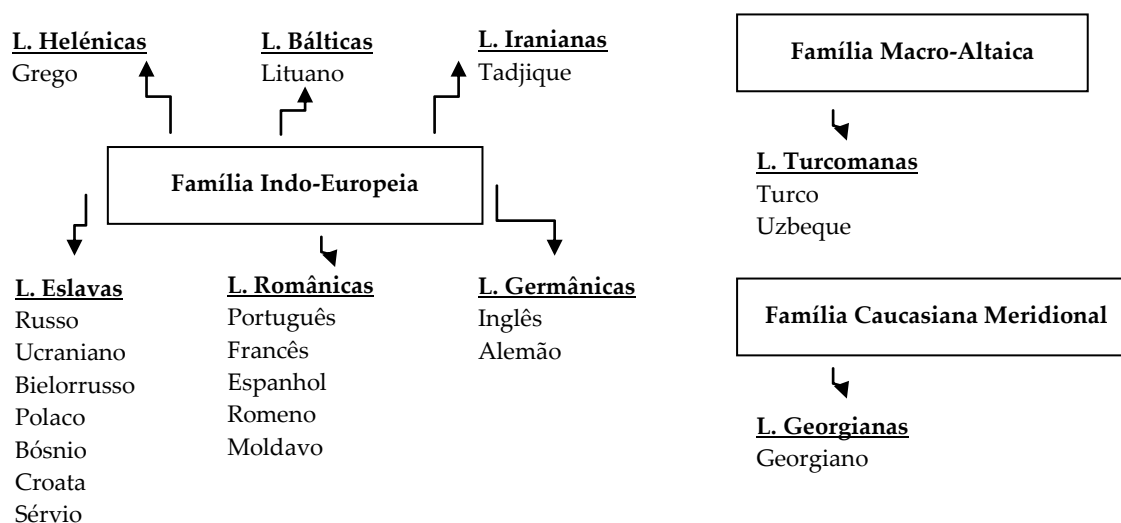 L. Helénicas
Grego
L. Bálticas
Lituano
L. Iranianas
Tadjique
Família Indo-Europeia
L. Eslavas
Russo
Ucraniano
Bielorrusso
Polaco
Bósnio
Croata
Sérvio
L. Românicas
Português
Francês
Espanhol
Romeno
Moldavo
L. Germânicas
Inglês
Alemão
Família Macro-Altaica
L. Turcomanas
Turco
Uzbeque
Família Caucasiana Meridional
L. Georgianas
Georgiano